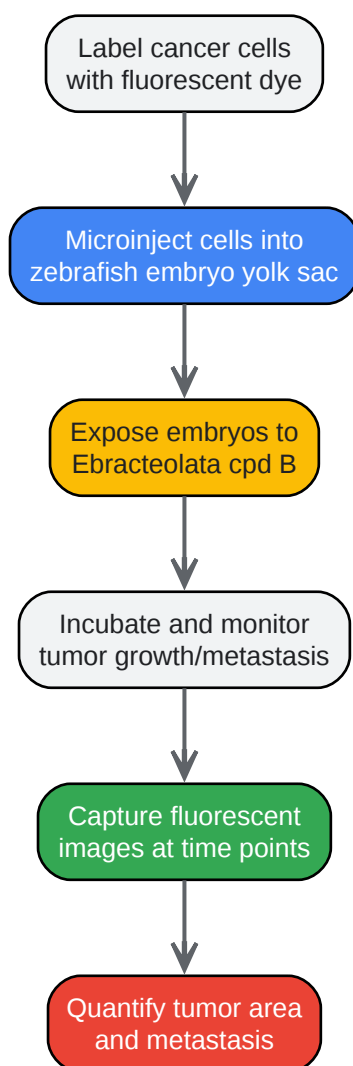 Label cancer cells
with fluorescent dye
Microinject cells into
zebrafish embryo yolk sac
Expose embryos to
Ebracteolata cpd B
Incubate and monitor
tumor growth/metastasis
Capture fluorescent
images at time points
Quantify tumor area
and metastasis